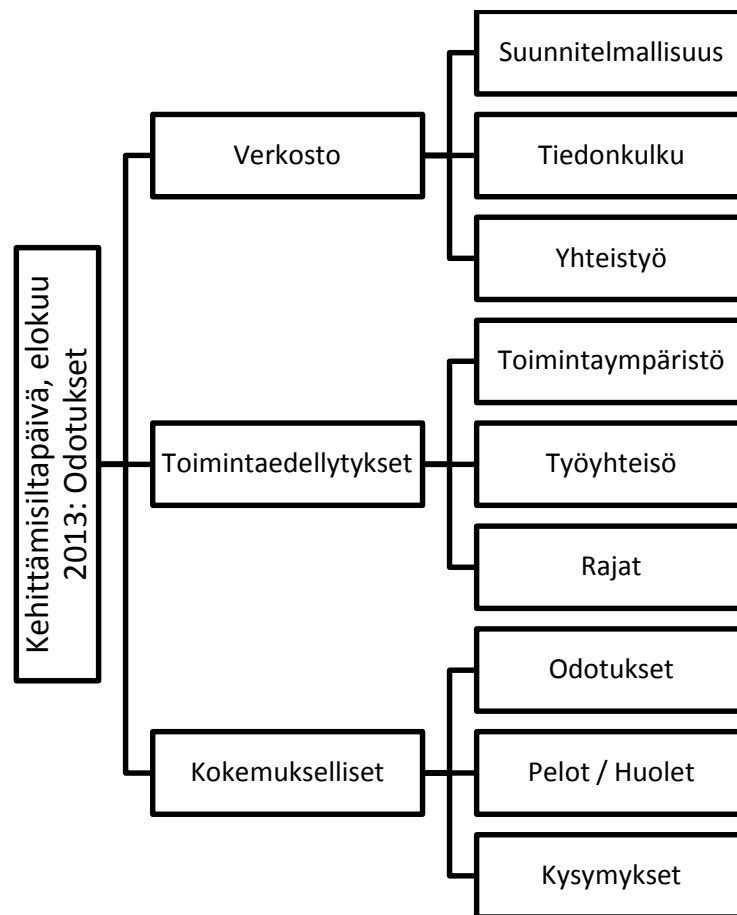 Kehittämisiltapäivä, elokuu
2013: Odotukset
Verkosto
Suunnitelmallisuus
Tiedonkulku
Yhteistyö
Toimintaedellytykset
Toimintaympäristö
Työyhteisö
Rajat
Kokemukselliset
Odotukset
Pelot / Huolet
Kysymykset